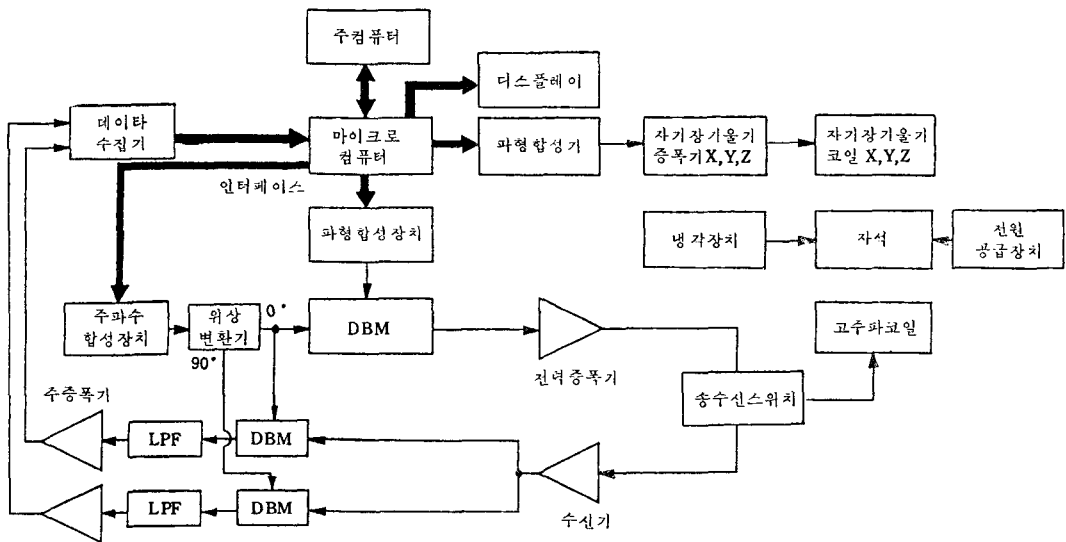 주컴퓨터
디스플레이
데이타
수집기
마이크로
컴퓨터
파형합성기
자기장기울기
증폭기 X,Y,Z
자기장기울기
코일 X,Y,Z
인터페이스
파형합성장치
냉각장치
자석
전원
공급장치
주파수
합성장치
위상
변환기
0°
90°
DBM
전력증폭기
고주파코일
송수신스위치
주증폭기
LPF
DBM
LPF
DBM
수신기